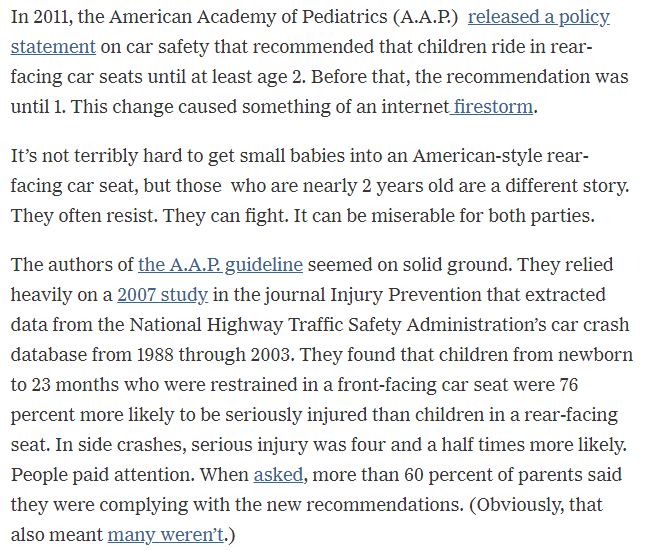 In 2011, the American Academy of Pediatrics (A.A.P.)  released a policy
statement on car safety that recommended that children ride in rear-
facing car seats until at least age 2. Before that, the recommendation was
until 1. This change caused something of an internet firestorm.
It’s not terribly hard to get small babies into an American-style rear-
facing car seat, but those  who are nearly 2 years old are a different story.
They often resist. They can fight. It can be miserable for both parties.
The authors of the A.A.P. guideline seemed on solid ground. They relied
heavily on a 2007 study in the journal Injury Prevention that extracted
data from the National Highway Traffic Safety Administration’s car crash
database from 1988 through 2003. They found that children from newborn
to 23 months who were restrained in a front-facing car seat were 76
percent more likely to be seriously injured than children in a rear-facing
seat. In side crashes, serious injury was four and a half times more likely.
People paid attention. When asked, more than 60 percent of parents said
they were complying with the new recommendations. (Obviously, that
also meant many weren’t.)